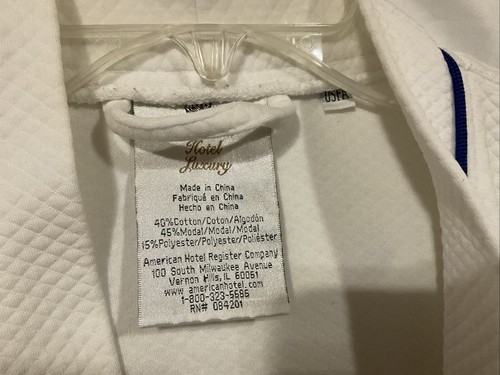 Hotel
Luxury
Made in China
Fabriqué en China
Hecho en China
40%Cotton/Coton/Algodón
45%Modal/Modal/Modal
15%Polyester/Polyester/Poliéster
American Hotel Register Company
100 South Milwaukee Avenue
Vernon Hills, IL 60061
www.americanhotel.com
1-800-323-5686
RN# 084201